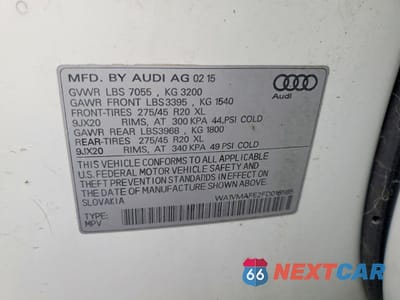 MFD. BY AUDI AG 02 15
GVWR LBS 7055 , KG 3200
GAWR FRONT LBS3395 , KG 1540
FRONT-TIRES 275/45 R20 XL
9JX20 RIMS, AT 300 KPA 44 PSI COLD
GAWR REAR LBS3968 , KG 1800
REAR-TIRES 275/45 R20 XL
9JX20 RIMS, AT 340 KPA 49 PSI COLD
THIS VEHICLE CONFORMS TO ALL APPLICABLE
U.S. FEDERAL MOTOR VEHICLE SAFETY
STANDARDS IN EFFECT ON
THE DATE OF MANUFACTURE SHOWN ABOVE
SLOVAKIA
TYPE:
MPV
Audi
66
NEXTCAR